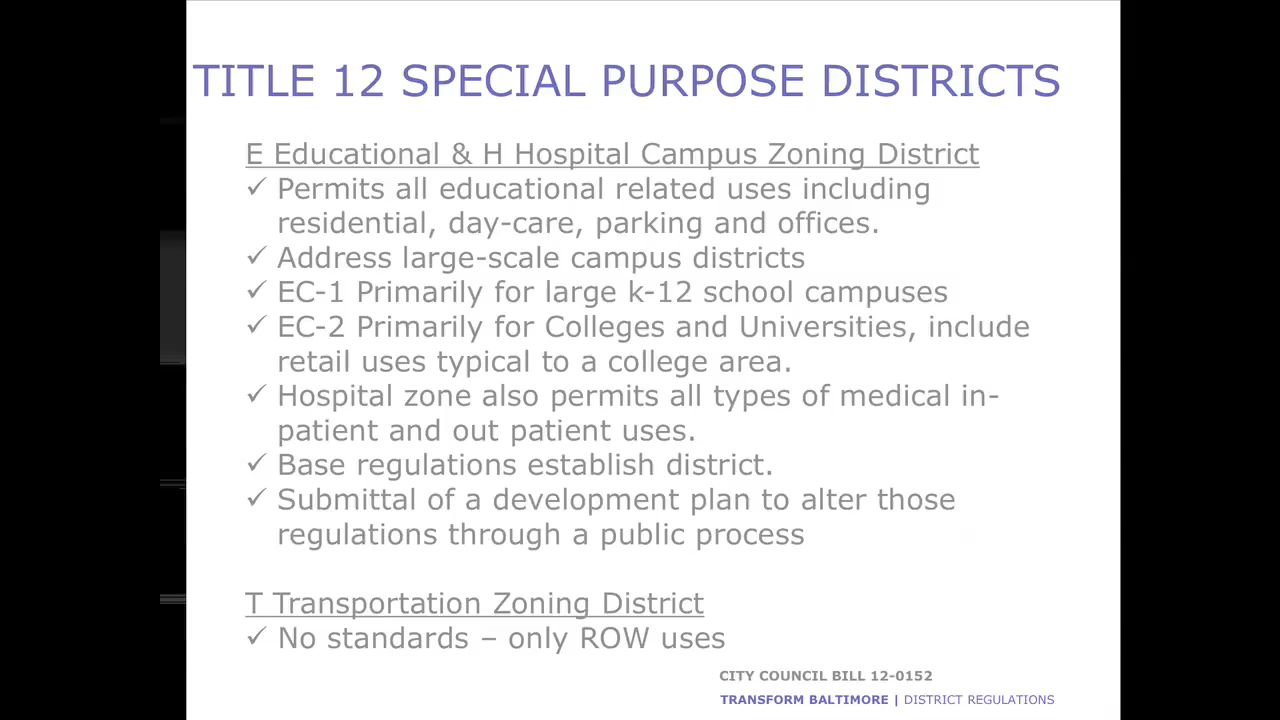 TITLE 12 SPECIAL PURPOSE DISTRICTS
E Educational & H Hospital Campus Zoning District
✓ Permits all educational related uses including
residential, day-care, parking and offices.
✓ Address large-scale campus districts
✓ EC-1 Primarily for large k-12 school campuses
✓ EC-2 Primarily for Colleges and Universities, include
retail uses typical to a college area.
✓ Hospital zone also permits all types of medical in-
patient and out patient uses.
✓ Base regulations establish district.
✓ Submittal of a development plan to alter those
regulations through a public process
T Transportation Zoning District
✓ No standards – only ROW uses
CITY COUNCIL BILL 12-0152
TRANSFORM BALTIMORE | DISTRICT REGULATIONS